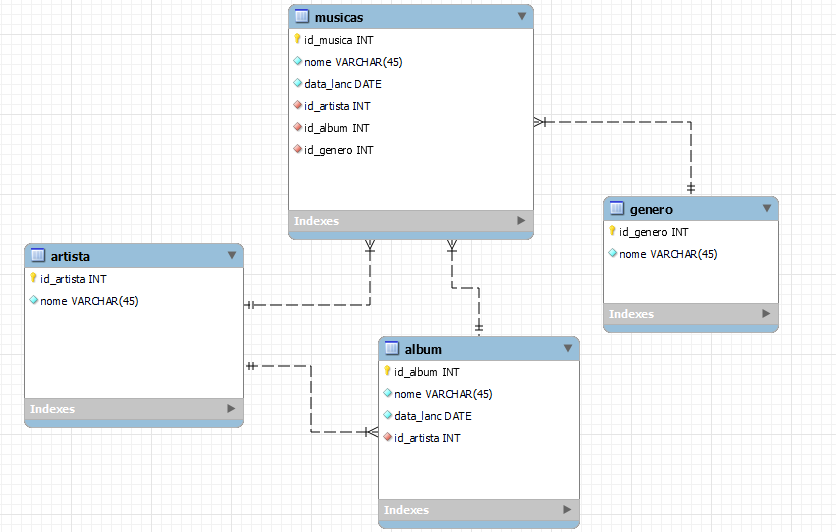 musicas
id_musica INT
nome VARCHAR(45)
data_lanc DATE
id_artista INT
id_album INT
id_genero INT
Indexes
genero
id_genero INT
nome VARCHAR(45)
Indexes
artista
id_artista INT
nome VARCHAR(45)
Indexes
album
id_album INT
nome VARCHAR(45)
data_lanc DATE
id_artista INT
Indexes